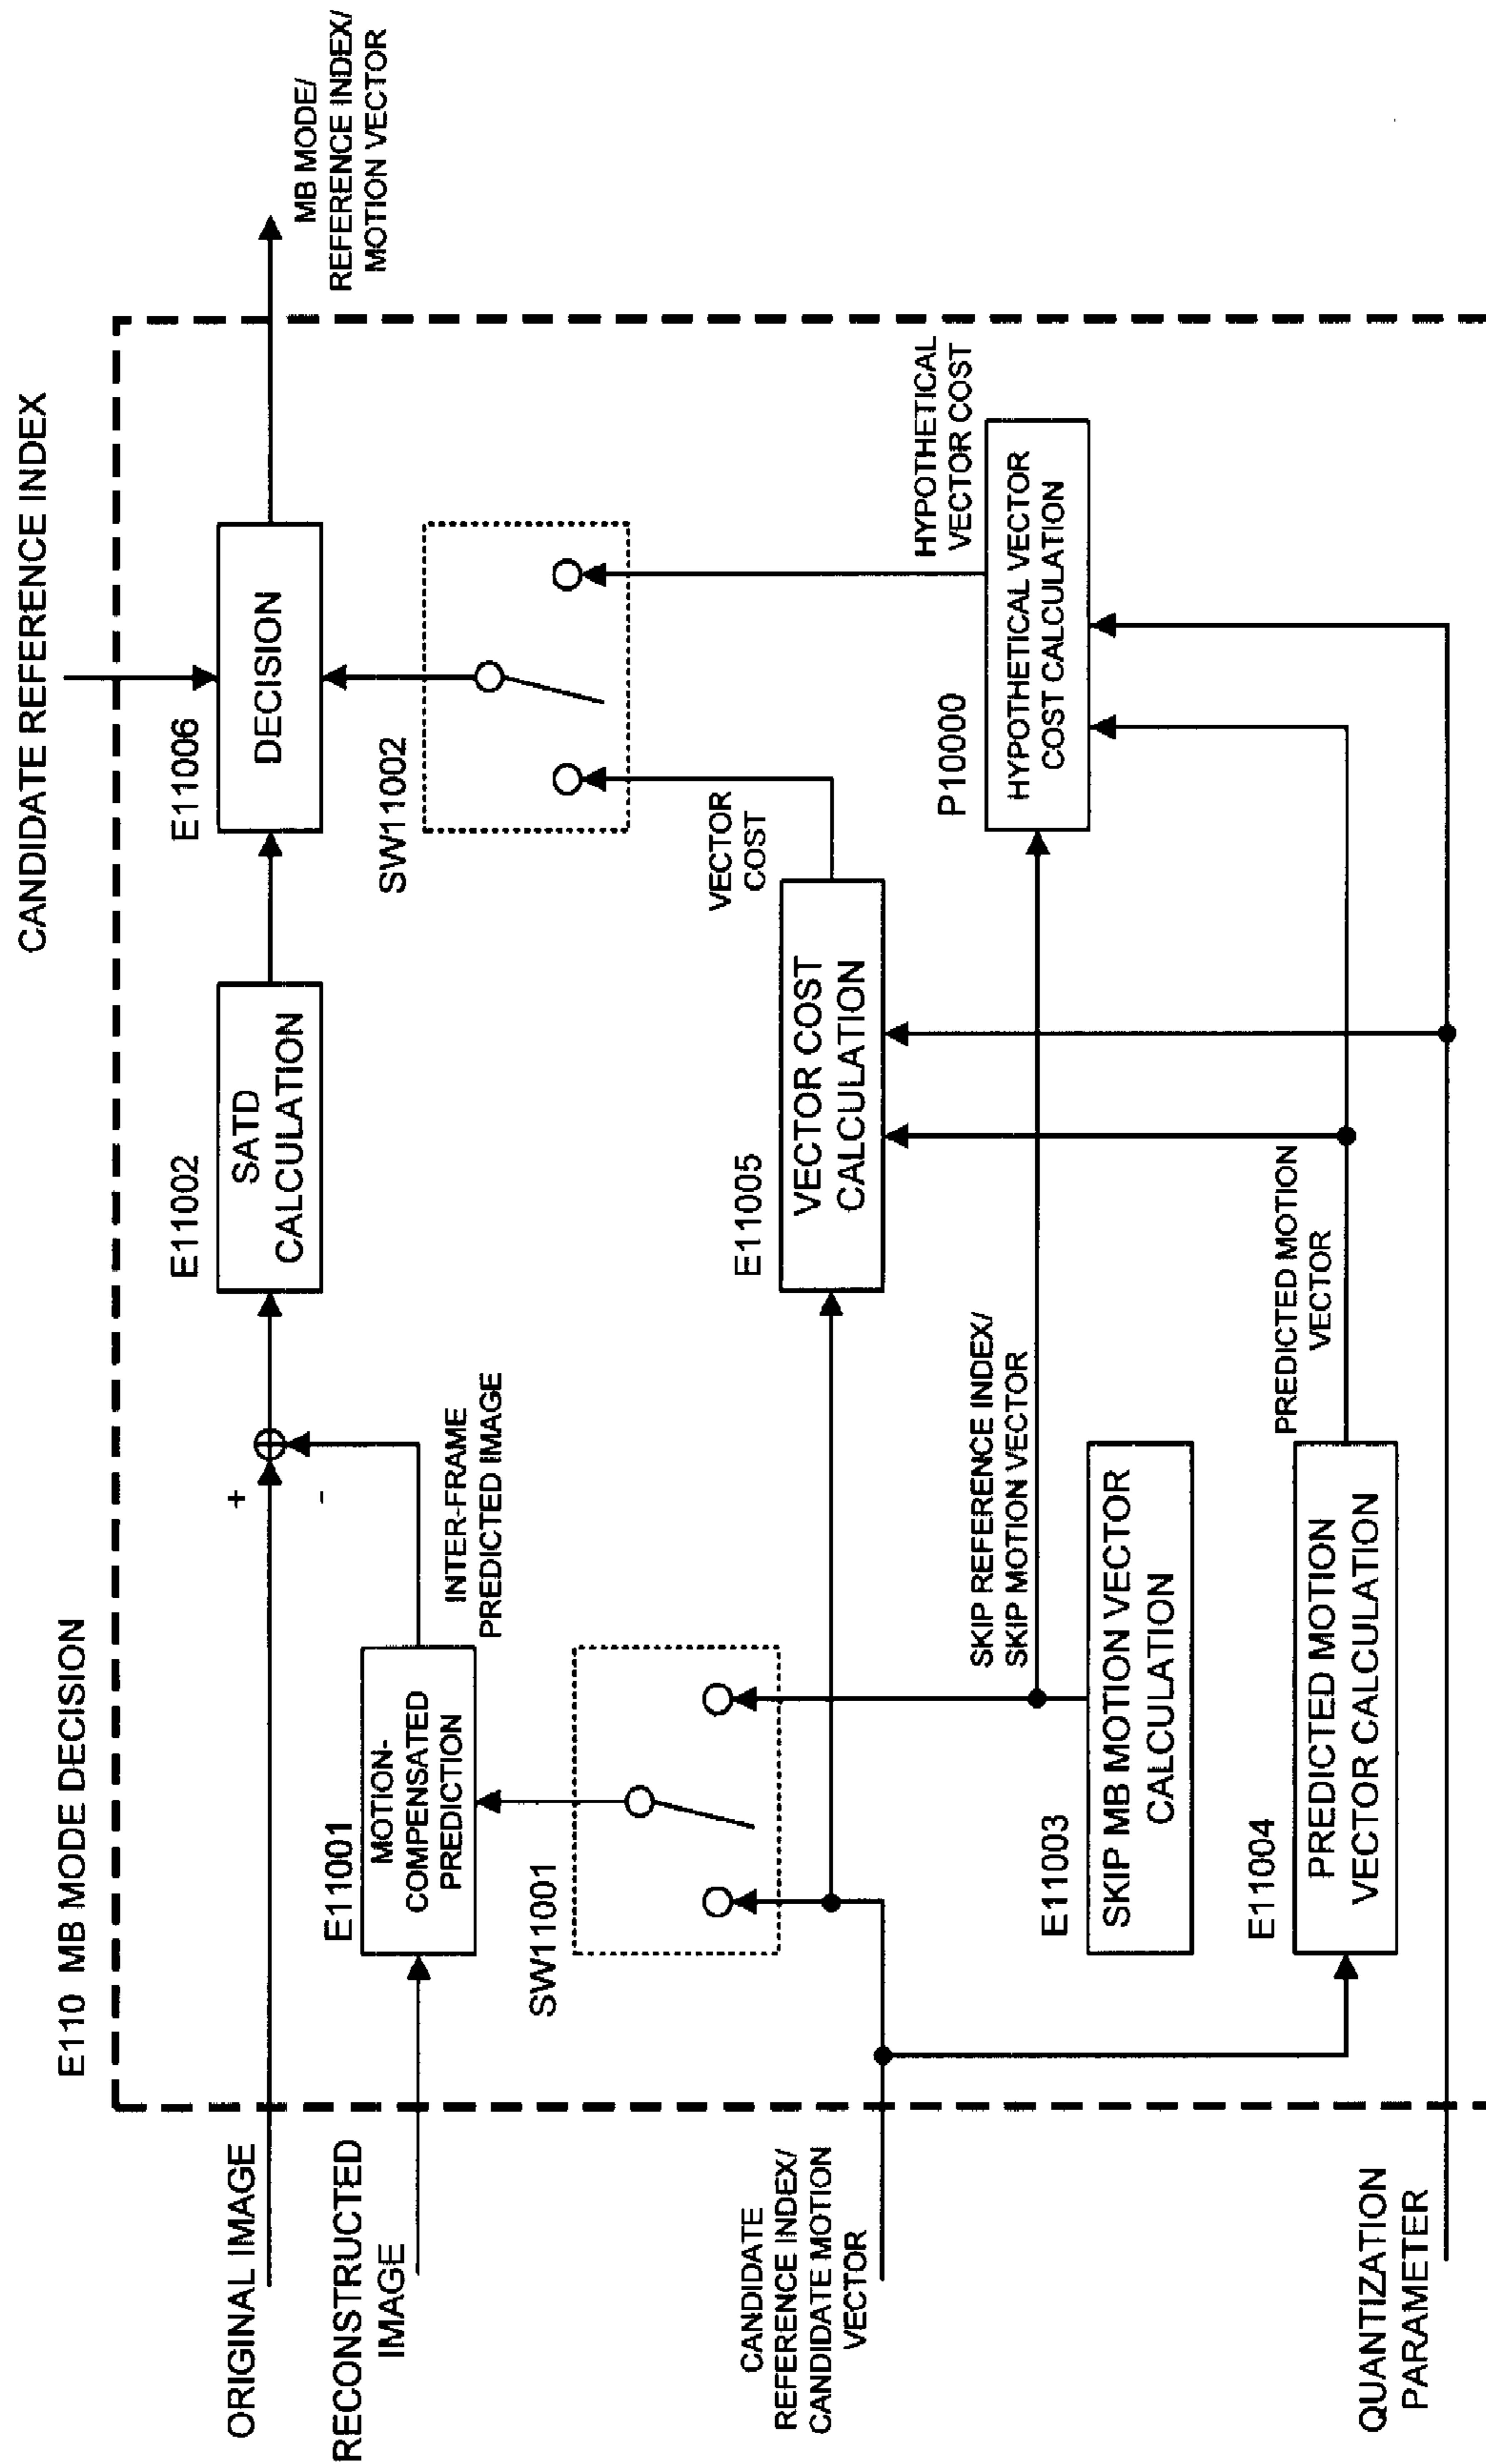 CANDIDATE REFERENCE INDEX
E110 MB MODE DECISION
ORIGINAL IMAGE
+
-
E11002
SATD
CALCULATION
E11006
DECISION
MB MODE/
REFERENCE INDEX/
MOTION VECTOR
RECONSTRUCTED
IMAGE
E11001
MOTION-
COMPENSATED
PREDICTION
INTER-FRAME
PREDICTED IMAGE
SW11002
SW11001
VECTOR
COST
HYPOTHETICAL
VECTOR COST
CANDIDATE
REFERENCE INDEX/
CANDIDATE MOTION
VECTOR
E11005
VECTOR COST
CALCULATION
P10000
HYPOTHETICAL VECTOR
COST CALCULATION
SKIP REFERENCE INDEX/
SKIP MOTION VECTOR
E11003
SKIP MB MOTION VECTOR
CALCULATION
E11004
PREDICTED MOTION
VECTOR CALCULATION
PREDICTED MOTION
VECTOR
QUANTIZATION
PARAMETER